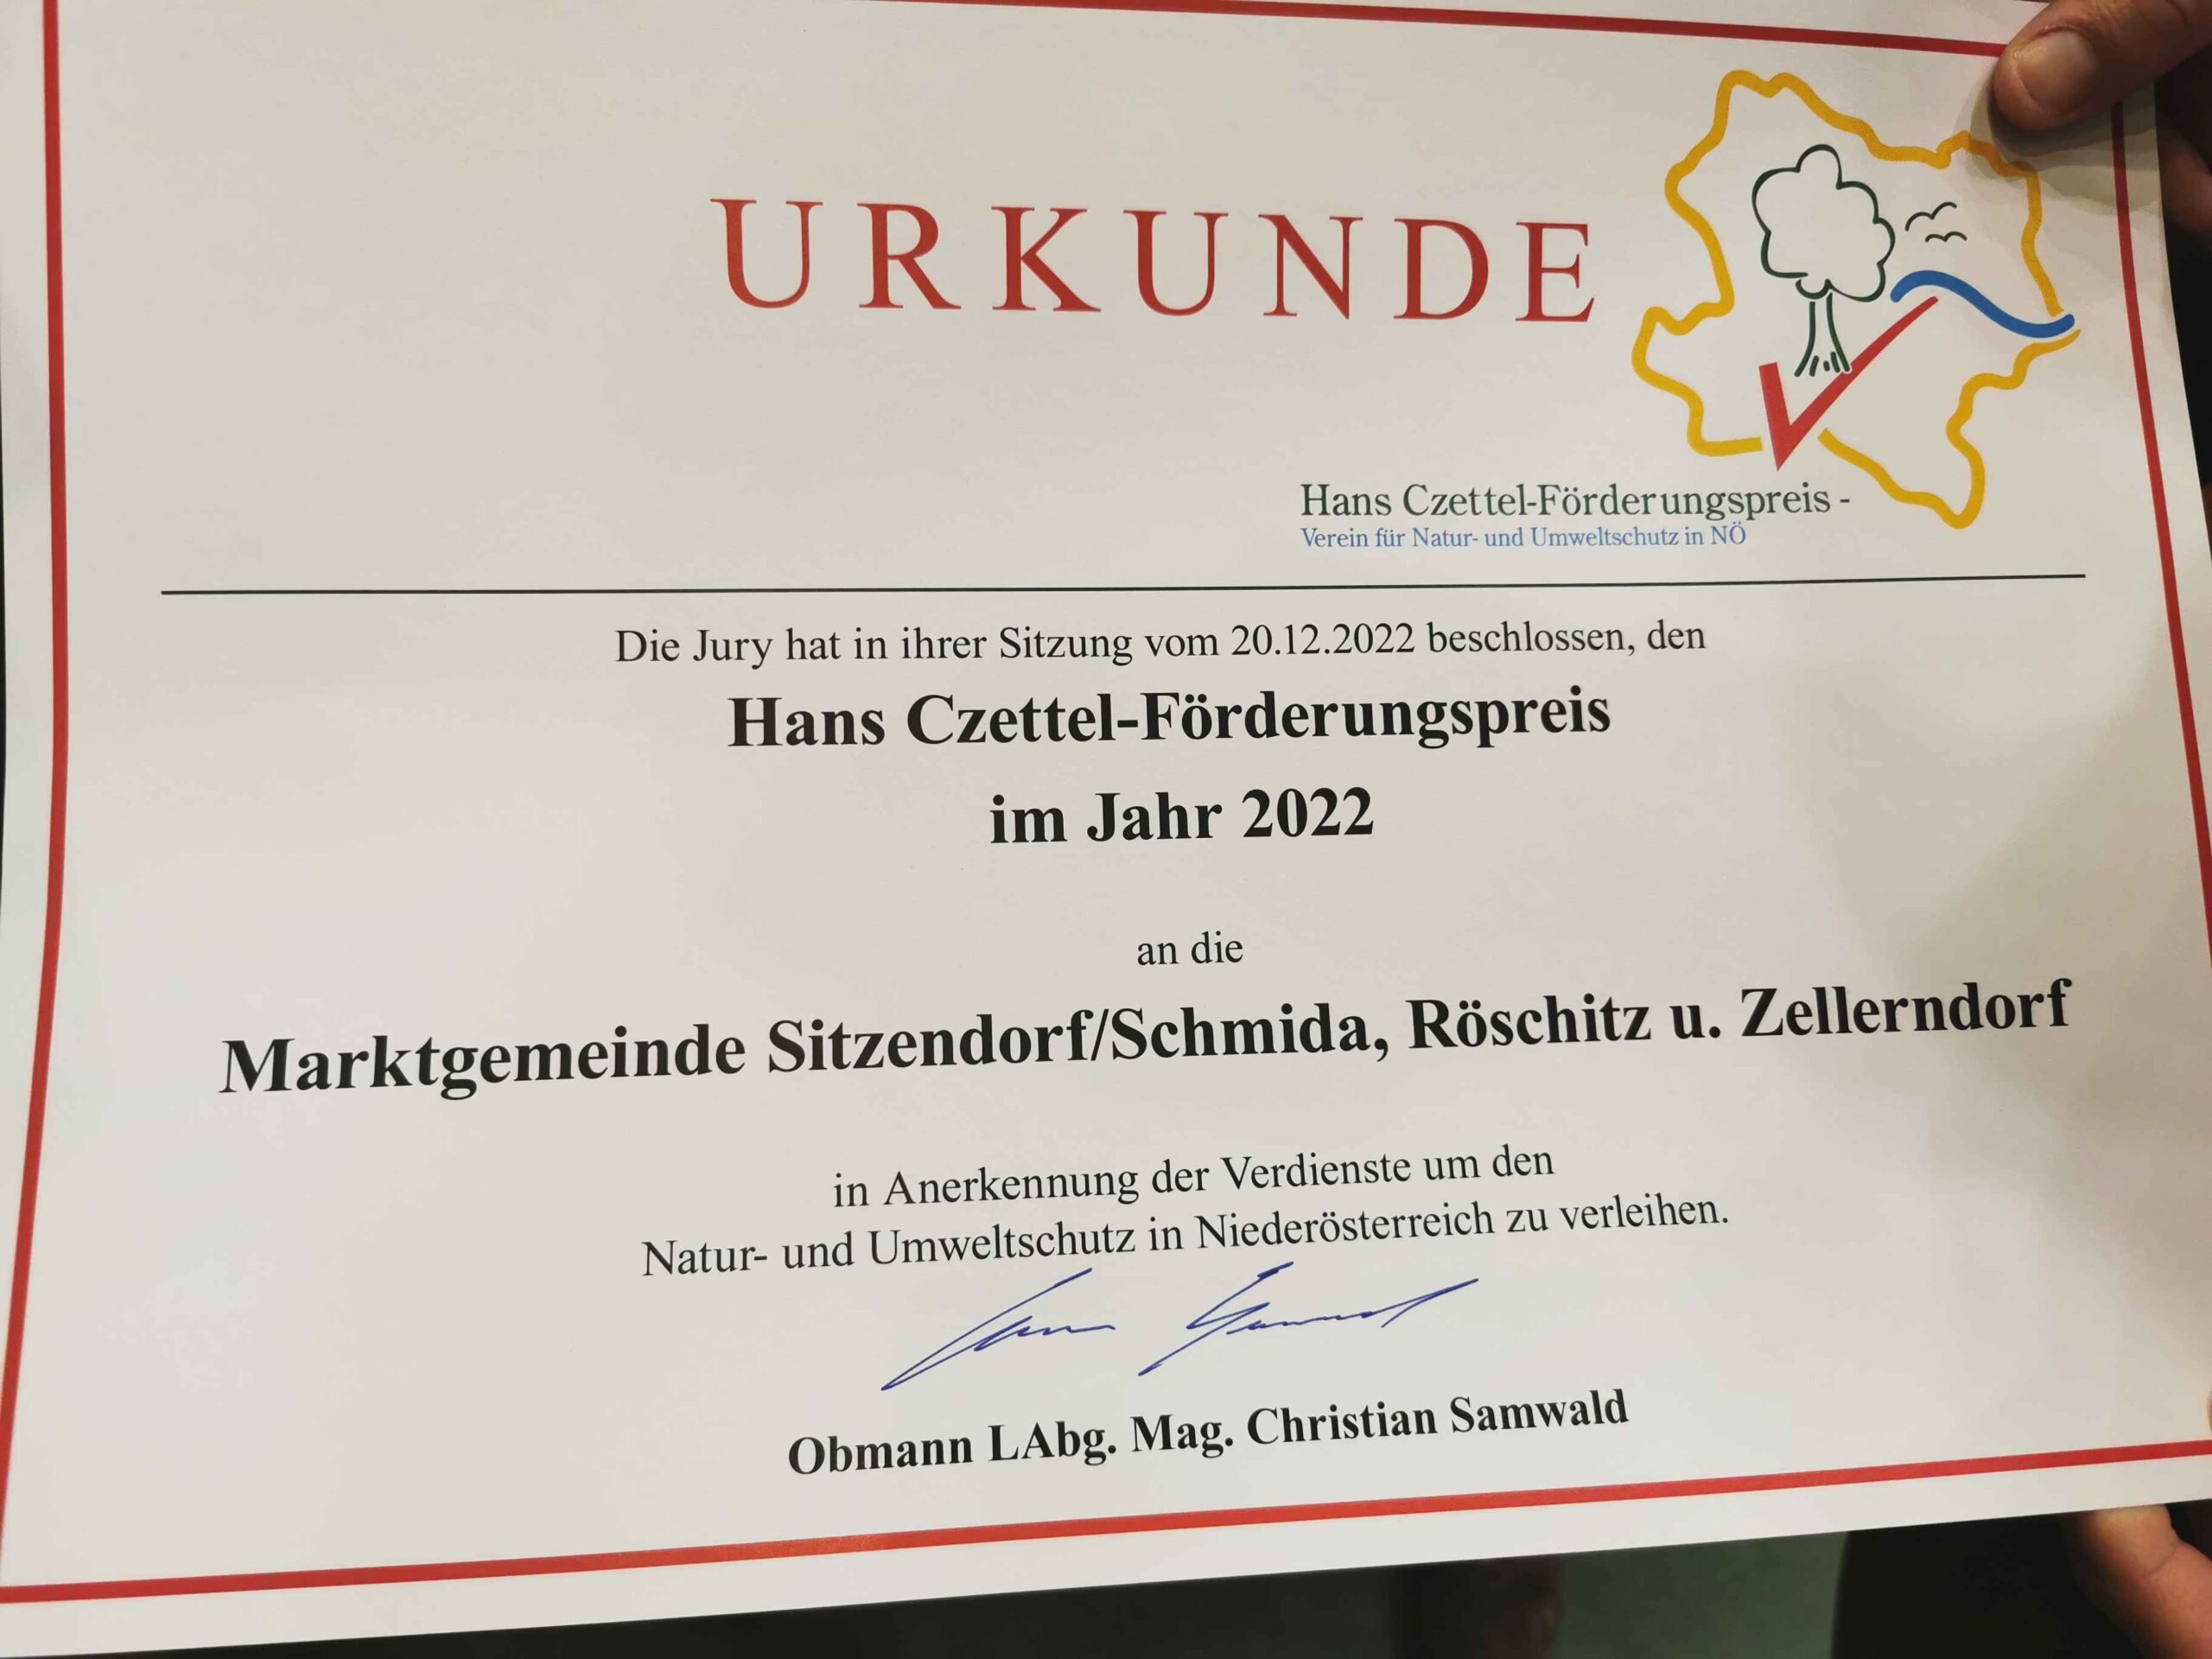 URKUNDE
Hans Czettel-Förderungspreis -
Verein für Natur- und Umweltschutz in NÖ
Die Jury hat in ihrer Sitzung vom 20.12.2022 beschlossen, den
Hans Czettel-Förderungspreis
im Jahr 2022
an die
Marktgemeinde Sitzendorf/Schmida, Röschitz u. Zellerndorf
in Anerkennung der Verdienste um den
Natur- und Umweltschutz in Niederösterreich zu verleihen.
Obmann LAbg. Mag. Christian Samwald